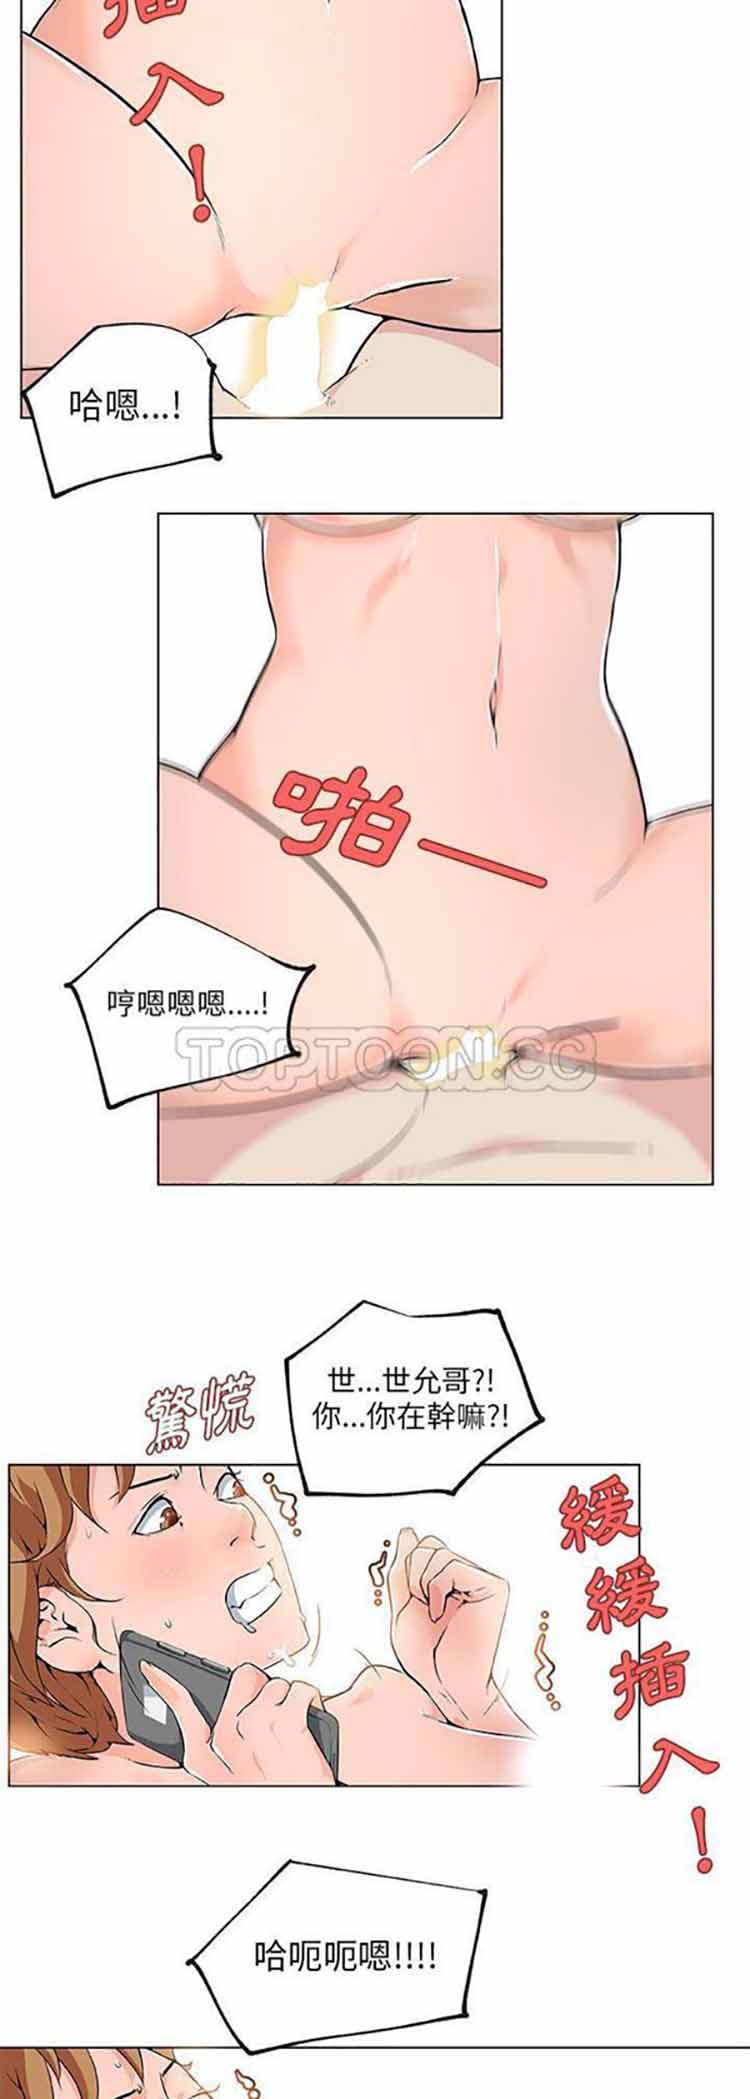 插入！
哈嗯...!
啪—
哼嗯嗯嗯....!
TOPTOON.CC
世...世允哥?!
你...你在幹嘛?!
驚慌
緩緩插入！
哈呃呃嗯!!!!